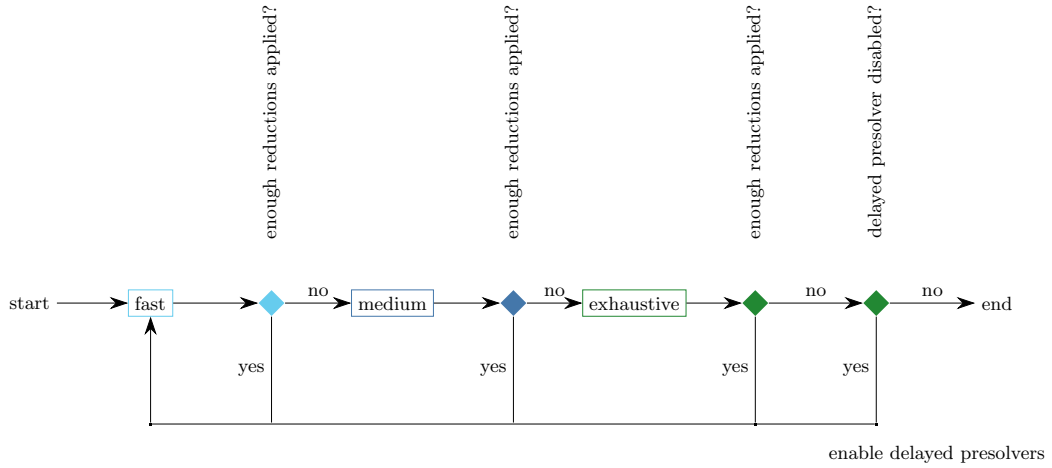 enough reductions applied?
enough reductions applied?
enough reductions applied?
delayed presolver disabled?
start
fast
no
medium
no
exhaustive
no
no
end
yes
yes
yes
yes
enable delayed presolvers